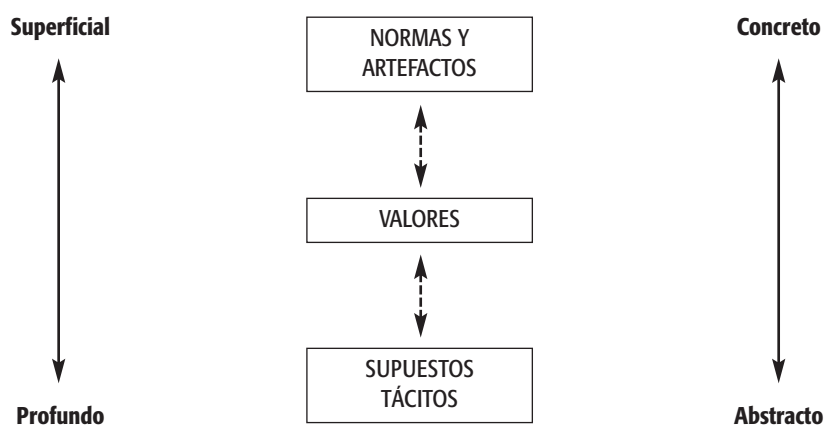 Superficial
NORMAS Y
ARTEFACTOS
Concreto
VALORES
SUPUESTOS
TÁCITOS
Profundo
Abstracto